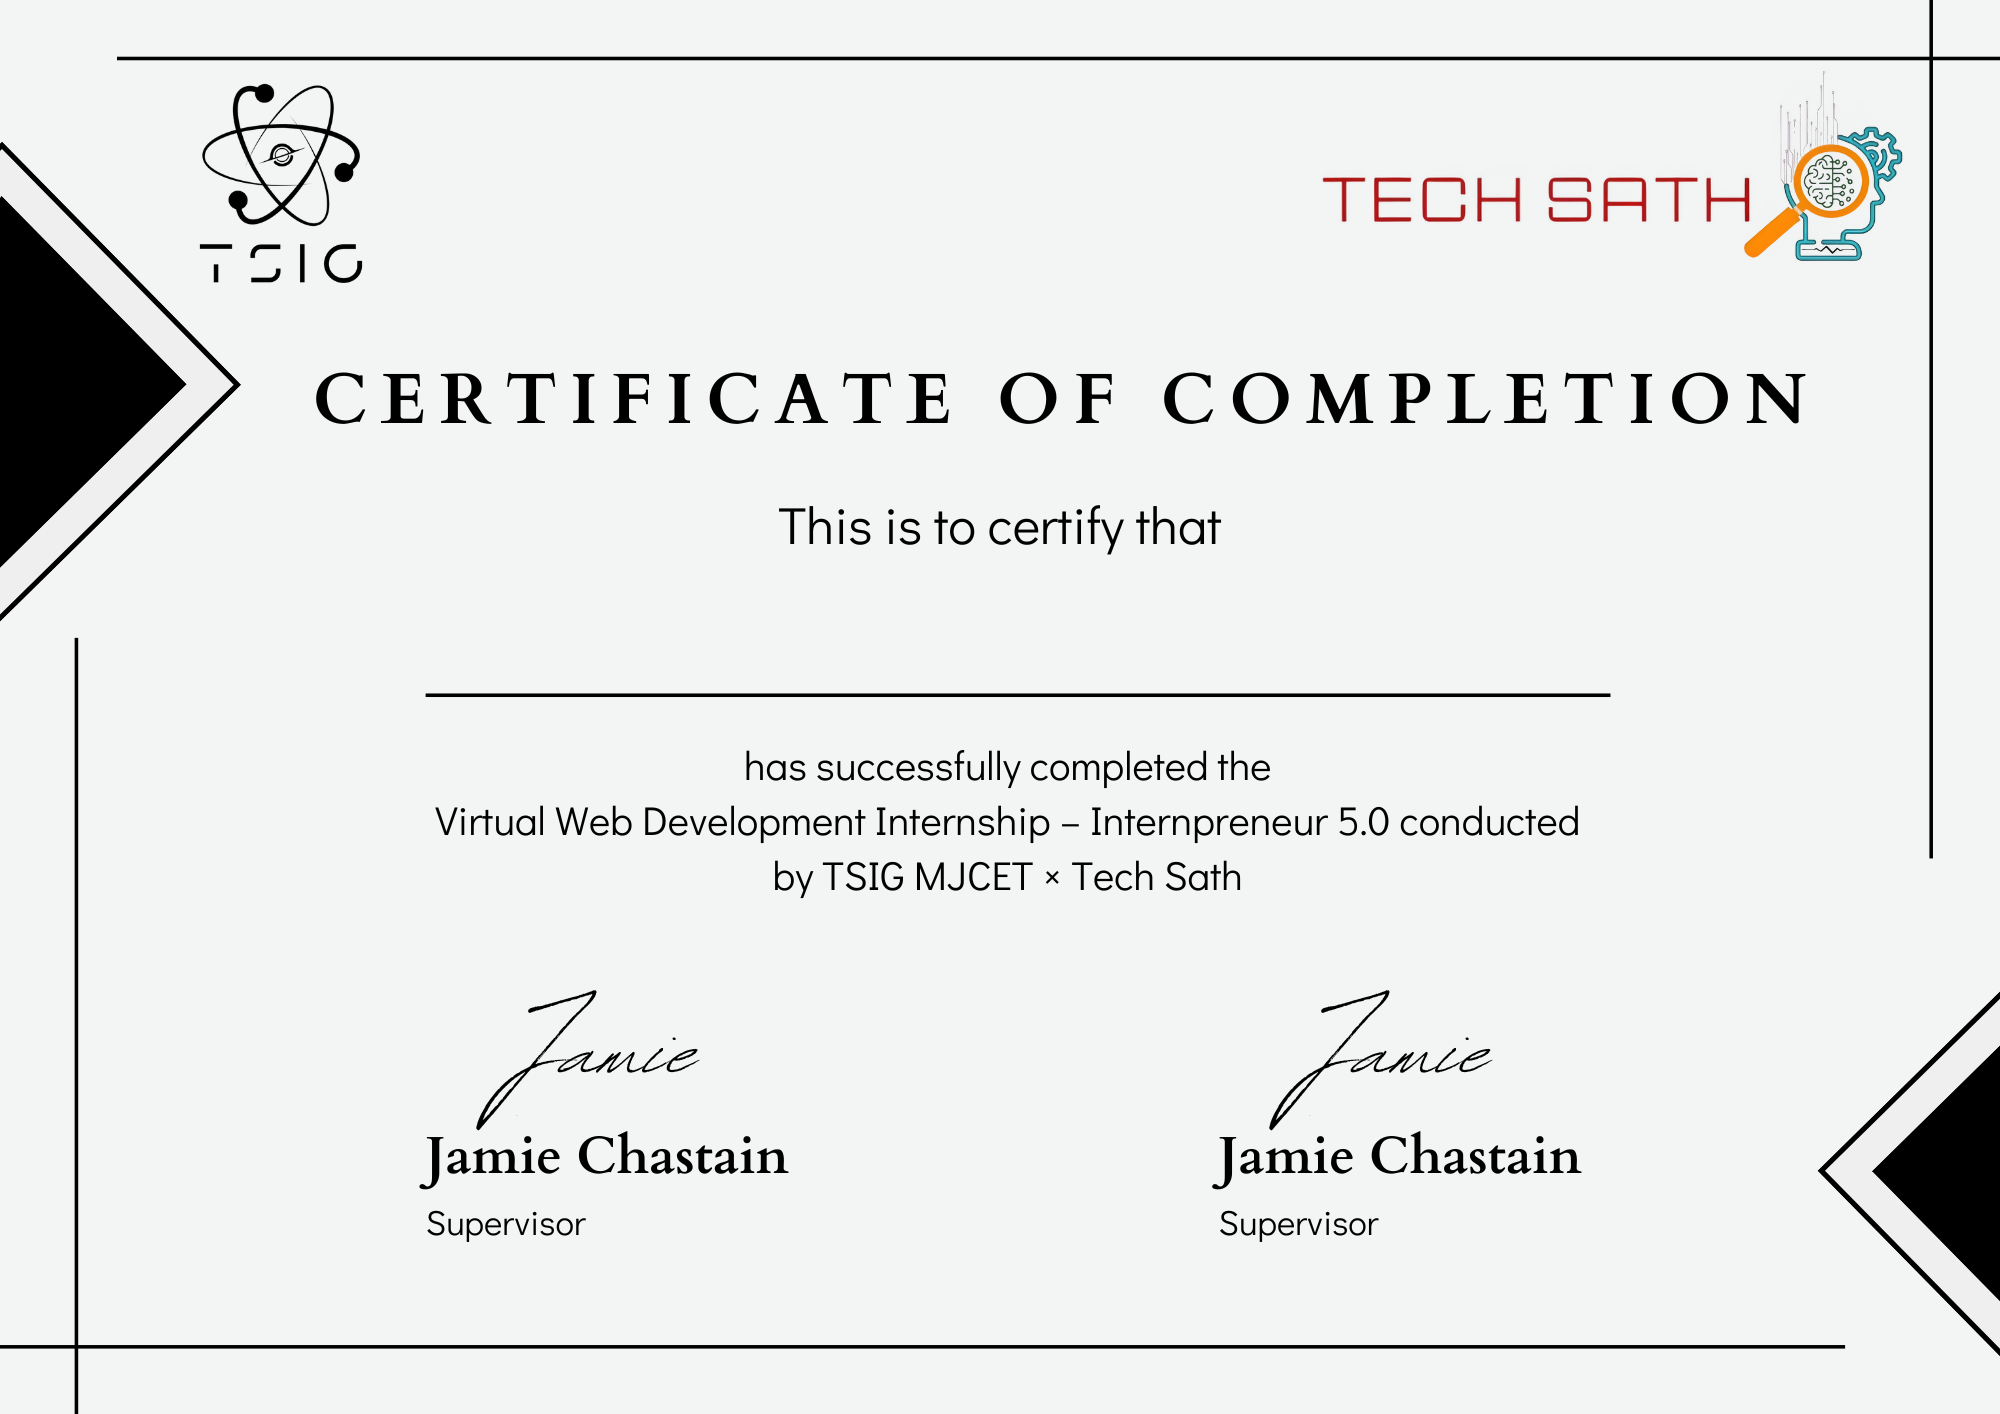 TSIG
TECH SATH
CERTIFICATE OF COMPLETION
This is to certify that
has successfully completed the
Virtual Web Development Internship – Internpreneur 5.0 conducted
by TSIG MJCET × Tech Sath
Jamie Jamie
Jamie Chastain Jamie Chastain
Supervisor Supervisor